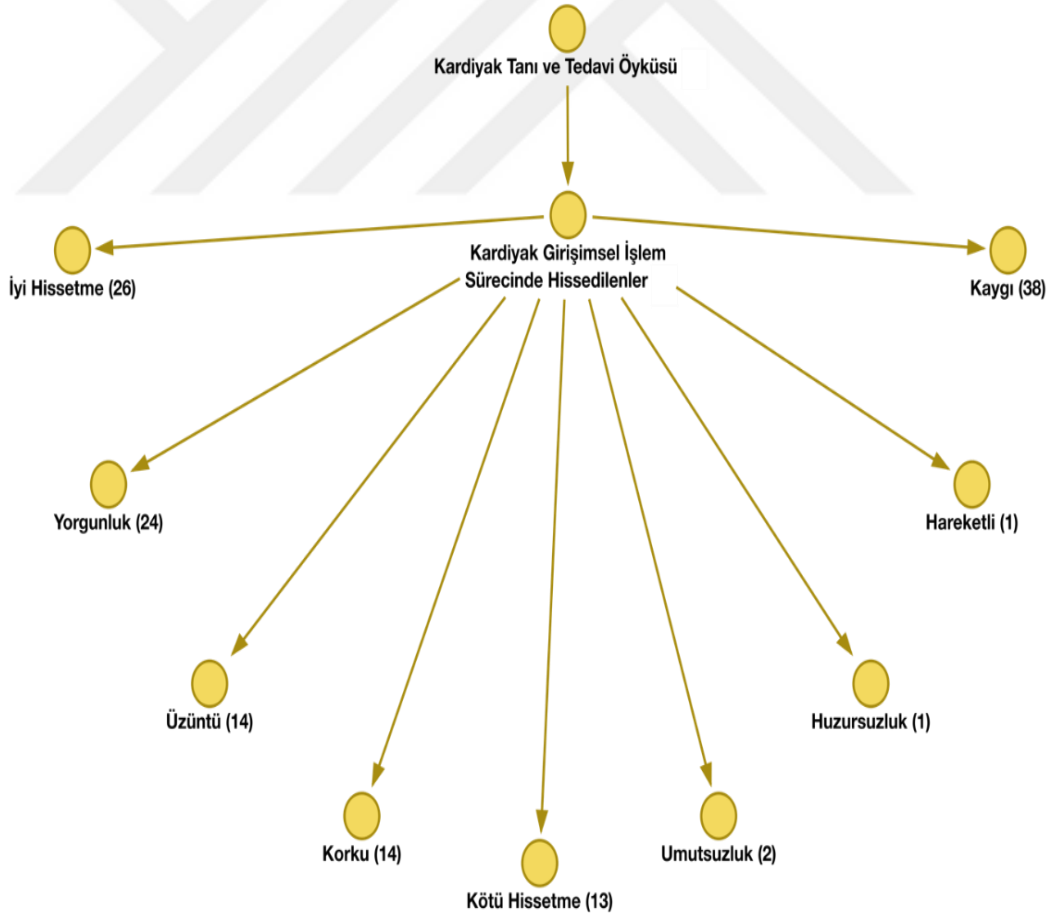 Kardiyak Tanı ve Tedavi Öyküsü
Kardiyak Girişimsel İşlem
Sürecinde Hissedilenler
İyi Hissetme (26)
Kaygı (38)
Yorgunluk (24)
Hareketli (1)
Üzüntü (14)
Huzursuzluk (1)
Korku (14)
Umutsuzluk (2)
Kötü Hissetme (13)